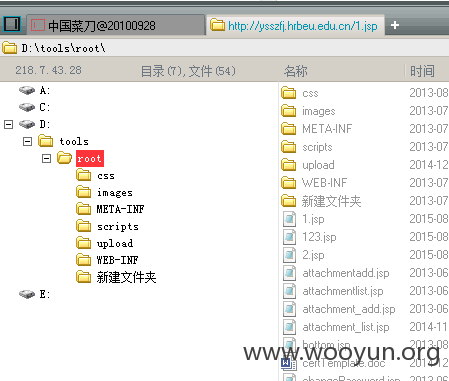 中国菜刀@20100928
http://ysszfj.hrbeu.edu.cn/1.jsp
D:\tools\root\
218.7.43.28
目录(7),文件(54)
名称
时间
A:
C:
D:
tools
root
css
images
META-INF
scripts
upload
WEB-INF
新建文件夹
E:
css 2013-08
images 2013-07
META-INF 2013-07
scripts 2013-07
upload 2014-12
WEB-INF 2013-07
新建文件夹 2013-07
1.jsp 2015-08
123.jsp 2015-08
2.jsp 2015-08
attachmentadd.jsp 2013-06
attachmentlist.jsp 2013-06
attachment_add.jsp 2013-06
attachment_list.jsp 2014-11
bottom.jsp
certTemplate.doc
changePassword.jsp 2013-06
www.wooyun.org